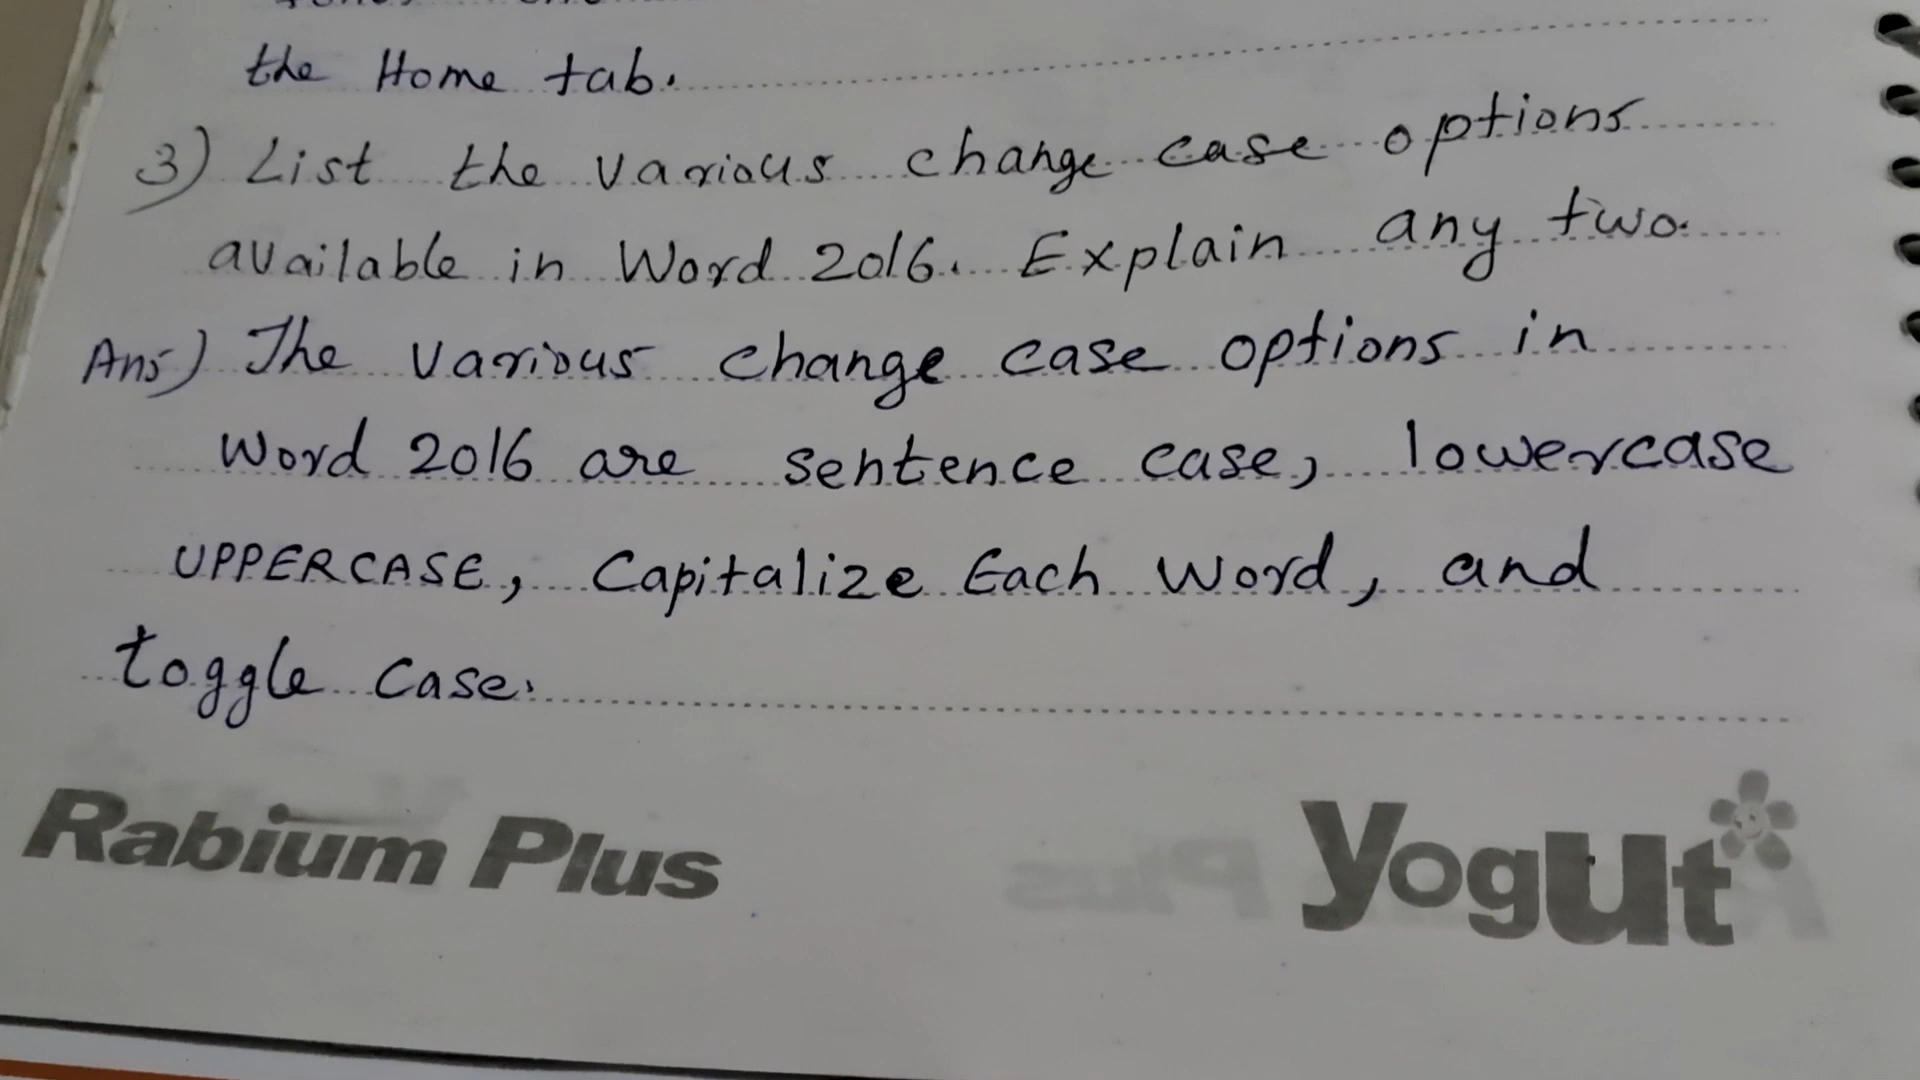 the Home tab.
3) List the various change case options
available in Word 2016. Explain any two.
Ans) The various change case options in
Word 2016 are sentence case, lowercase
UPPERCASE, Capitalize Each Word, and
toggle case.
Rabium Plus
Yogut